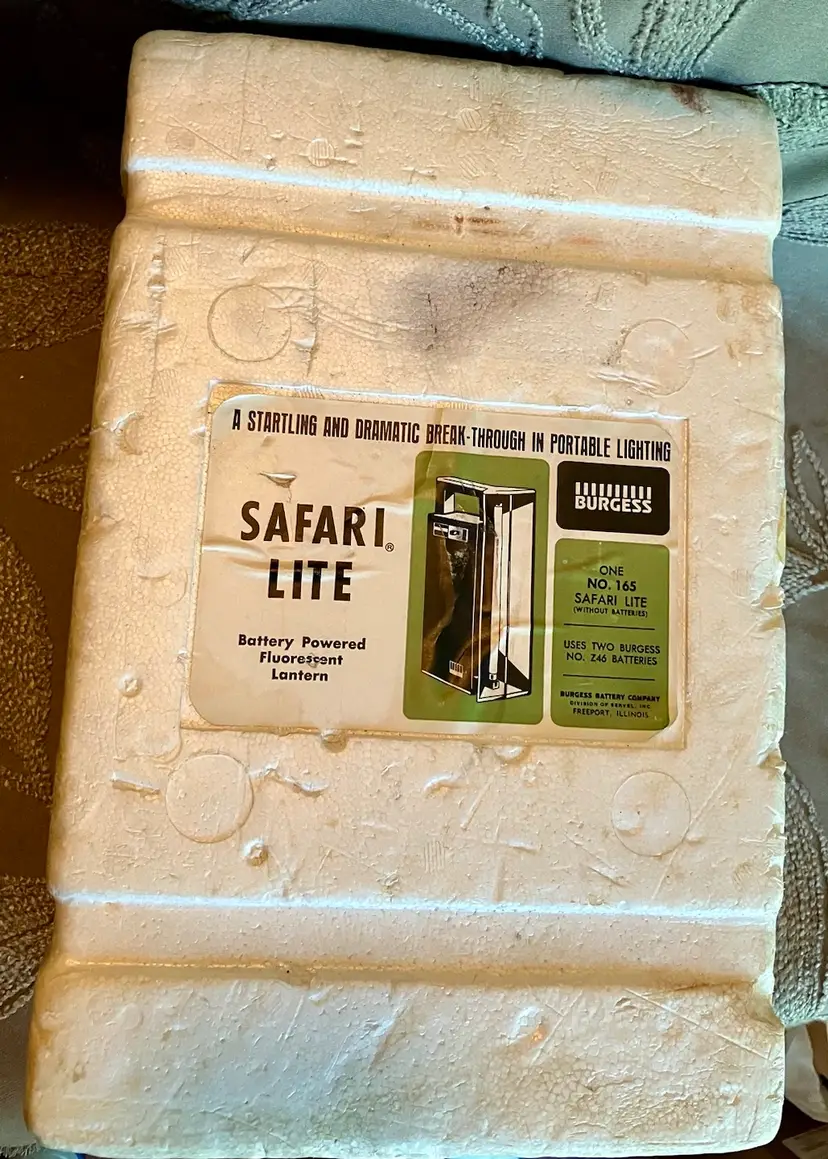 A STARTLING AND DRAMATIC BREAK-THROUGH IN PORTABLE LIGHTING
SAFARI®
LITE
Battery Powered
Fluorescent
Lantern
BURGESS
ONE
NO. 165
SAFARI LITE
(WITHOUT BATTERIES)
USES TWO BURGESS
NO. Z46 BATTERIES
BURGESS BATTERY COMPANY
DIVISION OF SERVEL, INC.
FREEPORT, ILLINOIS